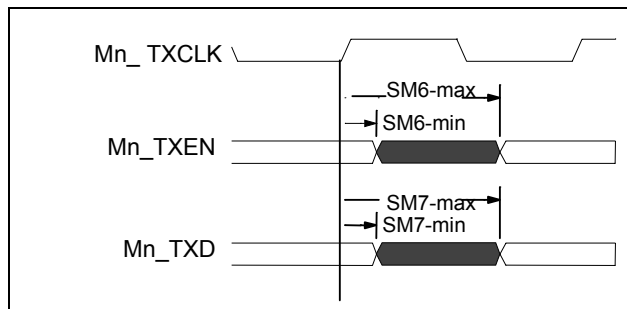 Mn_ TXCLK
SM6-max
SM6-min
Mn_TXEN
SM7-max
SM7-min
Mn_TXD